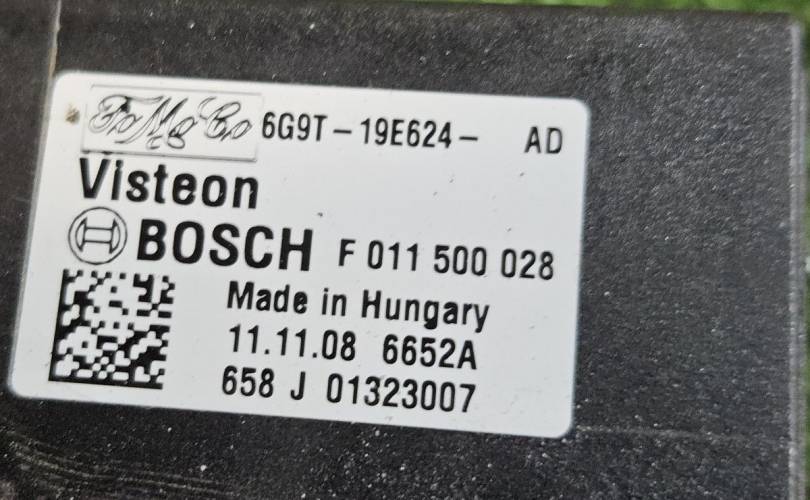 FoMoCo 6G9T-19E624- AD
Visteon
BOSCH F 011 500 028
Made in Hungary
11.11.08 6652A
658 J 01323007